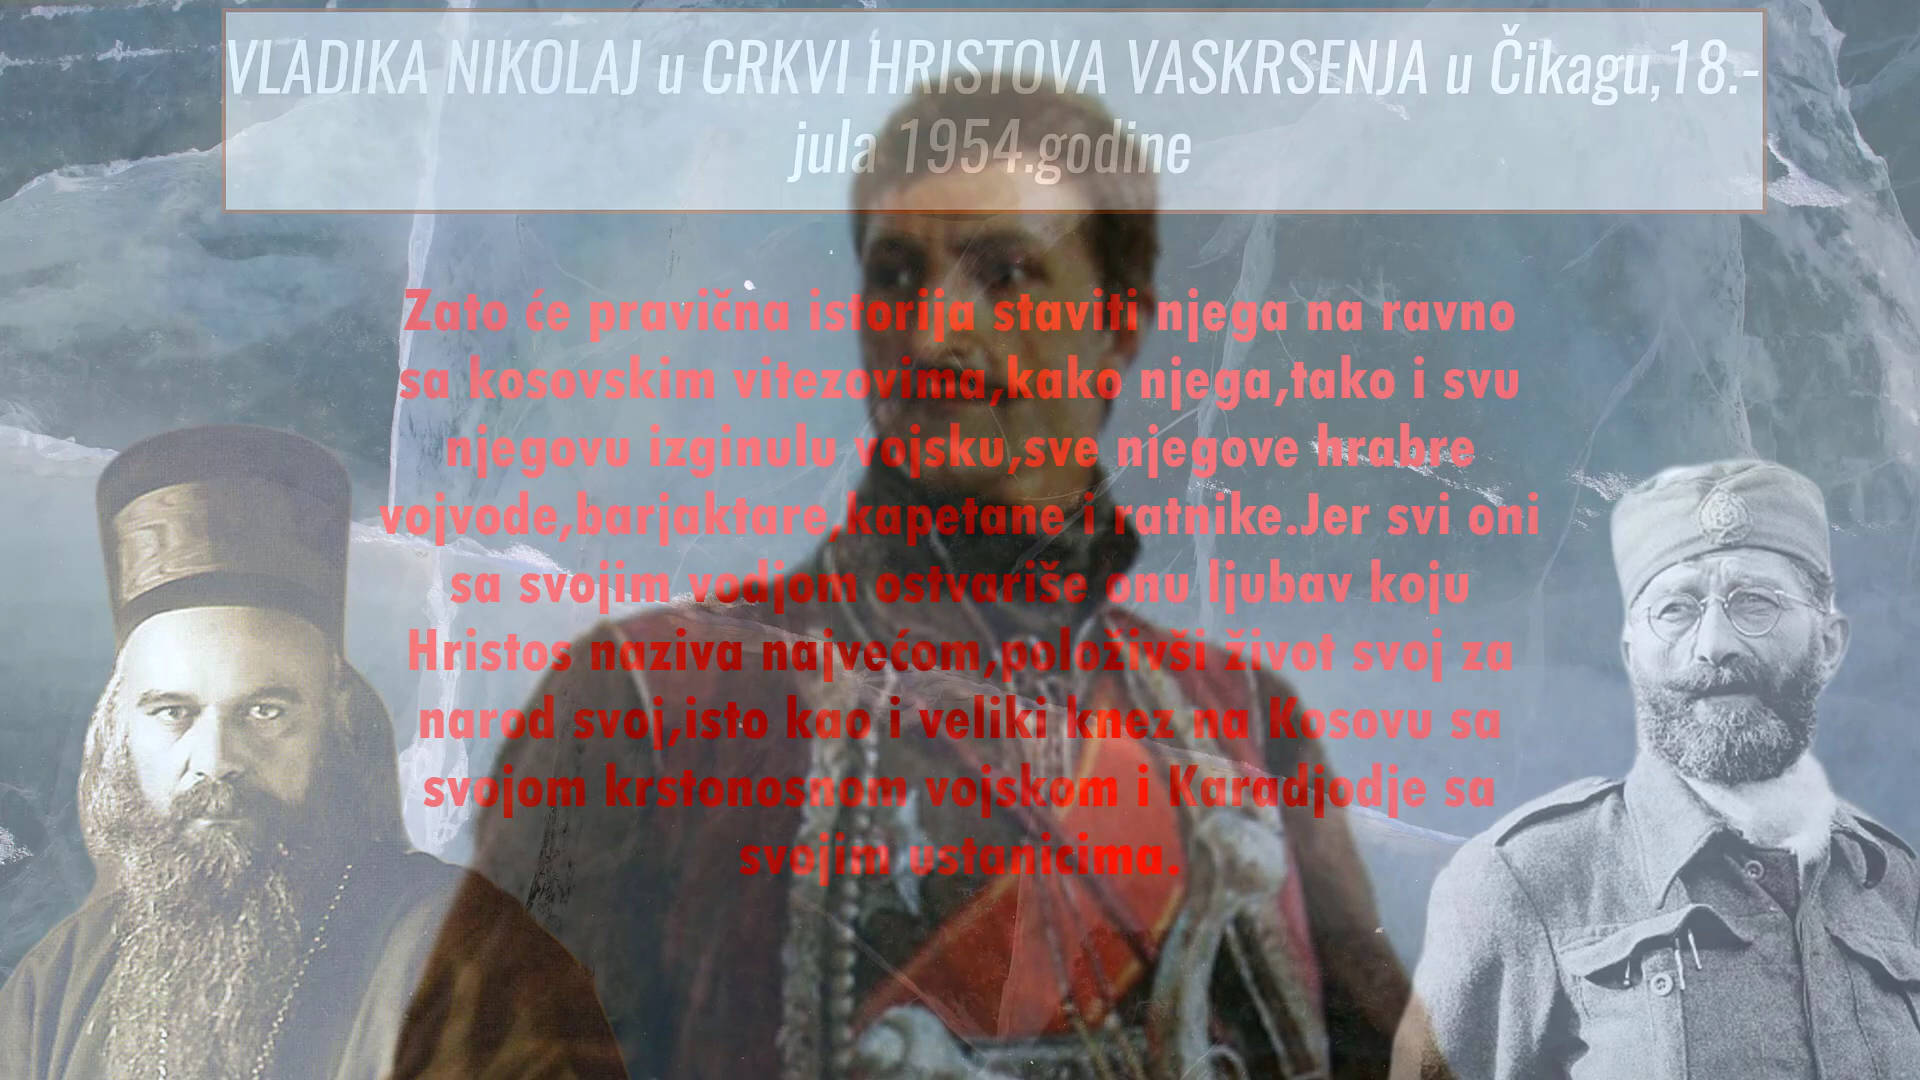 VLADIKA NIKOLAJ u CRKVI HRISTOVA VASKRSENJA u Čikagu,18.-
jula 1954.godine
Zato će pravična istorija staviti njega na ravno
sa kosovskim vitezovima,kako njega,tako i svu
njegovu izginulu vojsku,sve njegove hrabre
vojvode,barjaktare,kapetane i ratnike.Jer svi oni
sa svojim vodjom ostvariše onu ljubav koju
Hristos naziva najvećom,položivši život svoj za
narod svoj,isto kao i veliki knez na Kosovu sa
svojom krstonosnom vojskom i Karadjodje sa
svojim ustanicima.